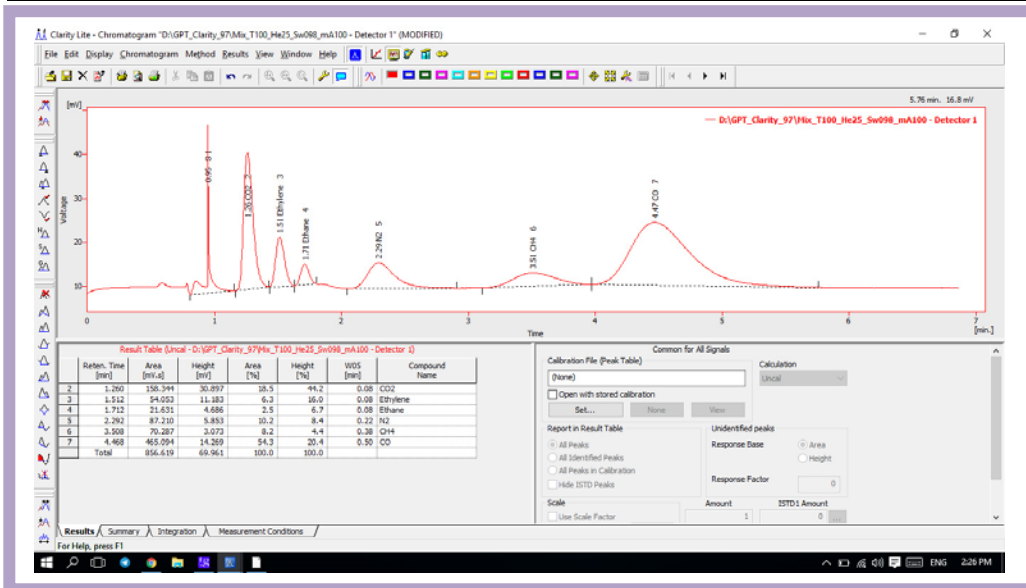 Clarity Lite - Chromatogram "D:\GPT_Clarity_97\Mix_T100_He25_Sw098_mA100 - Detector 1" (MODIFIED)
File Edit Display Chromatogram Method Results View Window Help
5.76 min. 16.8 mV
[mV]
D:\GPT_Clarity_97\Mix_T100_He25_Sw098_mA100 - Detector 1
Voltage
40
30
20
10
0.95 1
1.26 CO2 2
1.51 Ethylene 3
1.71 Ethane 4
2.29 N2 5
3.51 CH4 6
4.47 CO 7
0 1 2 3 4 5 6 7
Time
[min.]
Result Table (Uncal - D:\GPT_Clarity_97\Mix_T100_He25_Sw098_mA100 - Detector 1)
Reten. Time [min] Area [mV.s] Height [mV] Area [%] Height [%] W05 [min] Compound Name
2 1.260 158.344 30.897 18.5 44.2 0.08 CO2
3 1.512 54.053 11.183 6.3 16.0 0.08 Ethylene
4 1.712 21.631 4.686 2.5 6.7 0.08 Ethane
5 2.292 87.210 5.853 10.2 8.4 0.22 N2
6 3.508 70.287 3.073 8.2 4.4 0.38 CH4
7 4.468 465.094 14.269 54.3 20.4 0.50 CO
Total 856.619 69.961 100.0 100.0
Common for All Signals
Calibration File (Peak Table)
(None)
Calculation
Uncal
Open with stored calibration
Set... None View
Report in Result Table
All Peaks
All Identified Peaks
All Peaks in Calibration
Hide ISTD Peaks
Unidentified peaks
Response Base
Area
Height
Response Factor
0
Scale
Use Scale Factor
Amount
1
ISTD1 Amount
0 ...
Results Summary Integration Measurement Conditions
For Help, press F1
ENG 2:26 PM